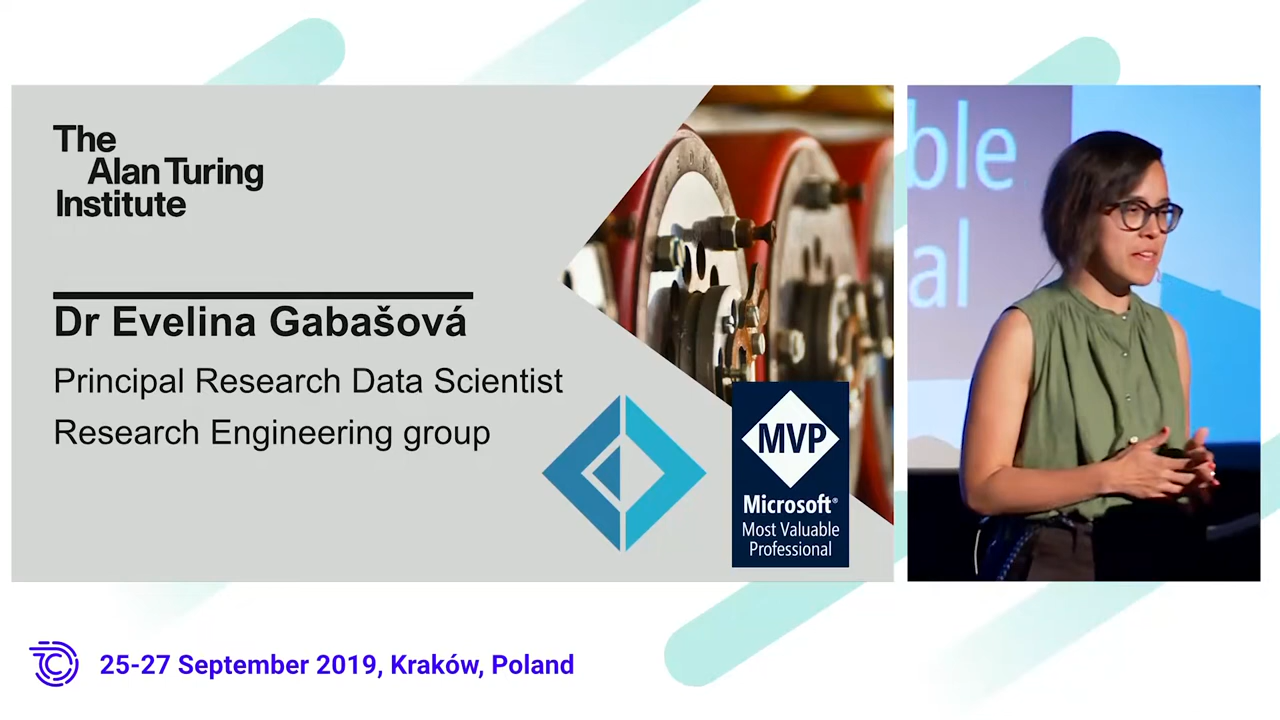 The
Alan Turing
Institute
Dr Evelina Gabašová
Principal Research Data Scientist
Research Engineering group
MVP
Microsoft®
Most Valuable
Professional
ble
al
25-27 September 2019, Kraków, Poland